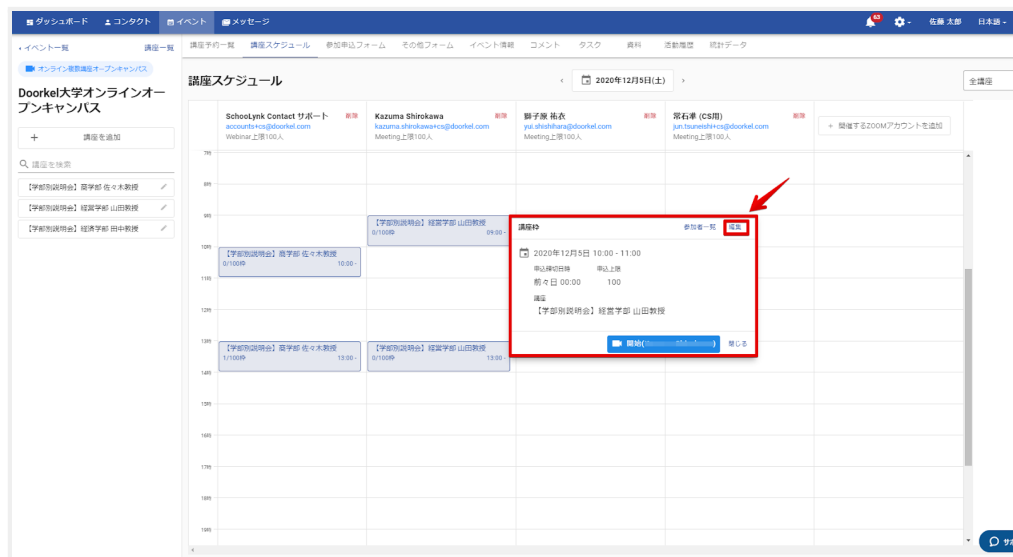 ダッシュボード コンタクト イベント メッセージ 63 佐藤 太郎 日本語
イベント一覧 講座一覧 講座予約一覧 講座スケジュール 参加申込フォーム その他フォーム イベント情報 コメント タスク 資料 活動履歴 統計データ
オンライン複数講座オープンキャンパス
Doorkel大学オンラインオー
プンキャンパス
+ 講座を追加
講座を検索
【学部別説明会】商学部 佐々木教授
【学部別説明会】経営学部 山田教授
【学部別説明会】経済学部 田中教授
講座スケジュール
2020年12月5日(土)
全講座
SchooLynk Contact サポート 削除
accounts+cs@doorkel.com
Webinar上限100人
Kazuma Shirokawa 削除
kazuma.shirokawa+cs@doorkel.com
Meeting上限100人
獅子原 祐衣 削除
yui.shishihara@doorkel.com
Meeting上限100人
常石準 (CS用) 削除
jun.tsuneishi+cs@doorkel.com
Meeting上限100人
+ 開催するZOOMアカウントを追加
7時
8時
9時
10時
11時
12時
13時
14時
15時
16時
17時
18時
19時
【学部別説明会】経営学部 山田教授
0/100枠 09:00 -
【学部別説明会】商学部 佐々木教授
0/100枠 10:00 -
【学部別説明会】商学部 佐々木教授
1/100枠 13:00 -
【学部別説明会】経営学部 山田教授
0/100枠 13:00 -
講座枠 参加者一覧 編集
2020年12月5日 10:00 - 11:00
申込締切日時 申込上限
前々日 00:00 100
講座
【学部別説明会】経営学部 山田教授
開始( ) 閉じる
サポ